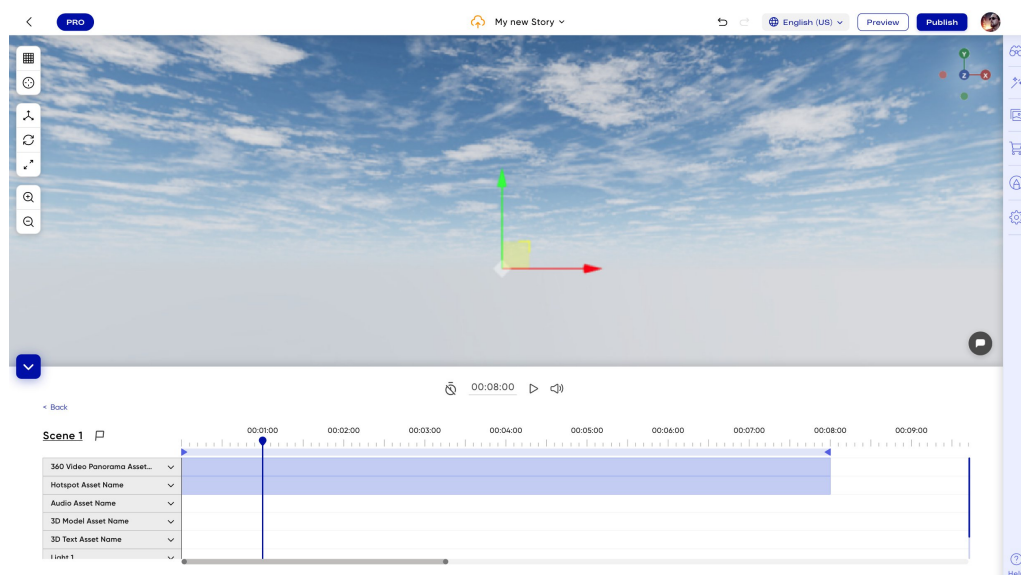 PRO
My new Story
English (US)
Preview
Publish
Y
Z
X
00:08:00
< Back
Scene 1
00:01:00
00:02:00
00:03:00
00:04:00
00:05:00
00:06:00
00:07:00
00:08:00
00:09:00
360 Video Panorama Asset...
Hotspot Asset Name
Audio Asset Name
3D Model Asset Name
3D Text Asset Name
Light 1
Help